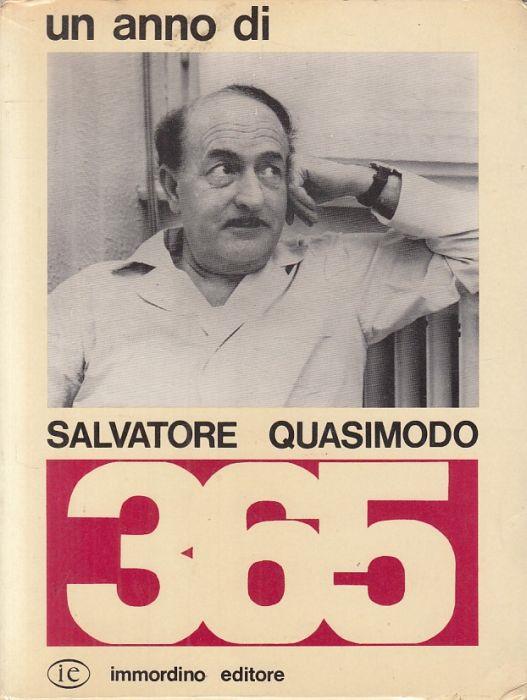 un anno di
SALVATORE QUASIMODO
365
ie immordino editore